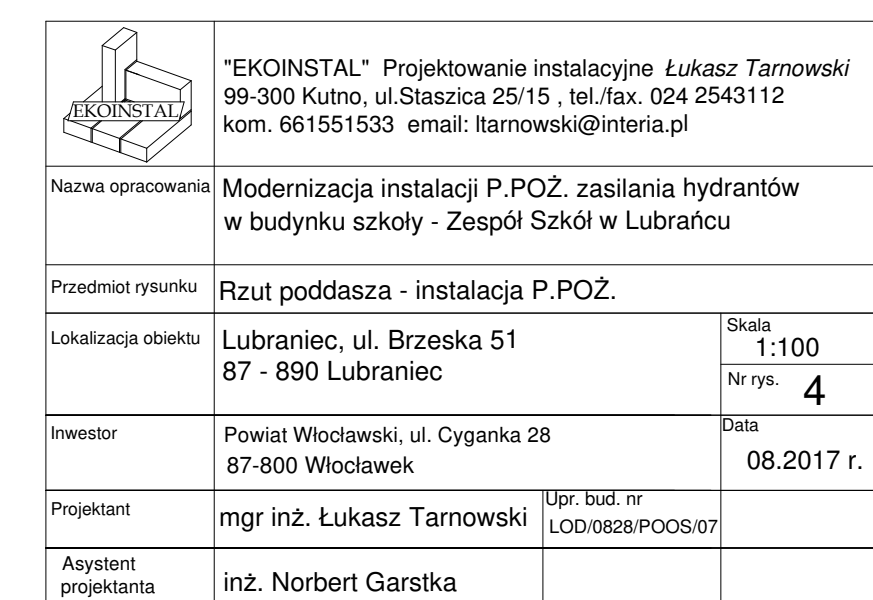 EKOINSTAL
"EKOINSTAL" Projektowanie instalacyjne Łukasz Tarnowski
99-300 Kutno, ul.Staszica 25/15 , tel./fax. 024 2543112
kom. 661551533 email: ltarnowski@interia.pl
Nazwa opracowania
Modernizacja instalacji P.POŻ. zasilania hydrantów
w budynku szkoły - Zespół Szkół w Lubrańcu
Przedmiot rysunku
Rzut poddasza - instalacja P.POŻ.
Lokalizacja obiektu
Lubraniec, ul. Brzeska 51
87 - 890 Lubraniec
Skala
1:100
Nr rys. 4
Inwestor
Powiat Włocławski, ul. Cyganka 28
87-800 Włocławek
Data
08.2017 r.
Projektant
mgr inż. Łukasz Tarnowski
Upr. bud. nr
LOD/0828/POOS/07
Asystent
projektanta
inż. Norbert Garstka